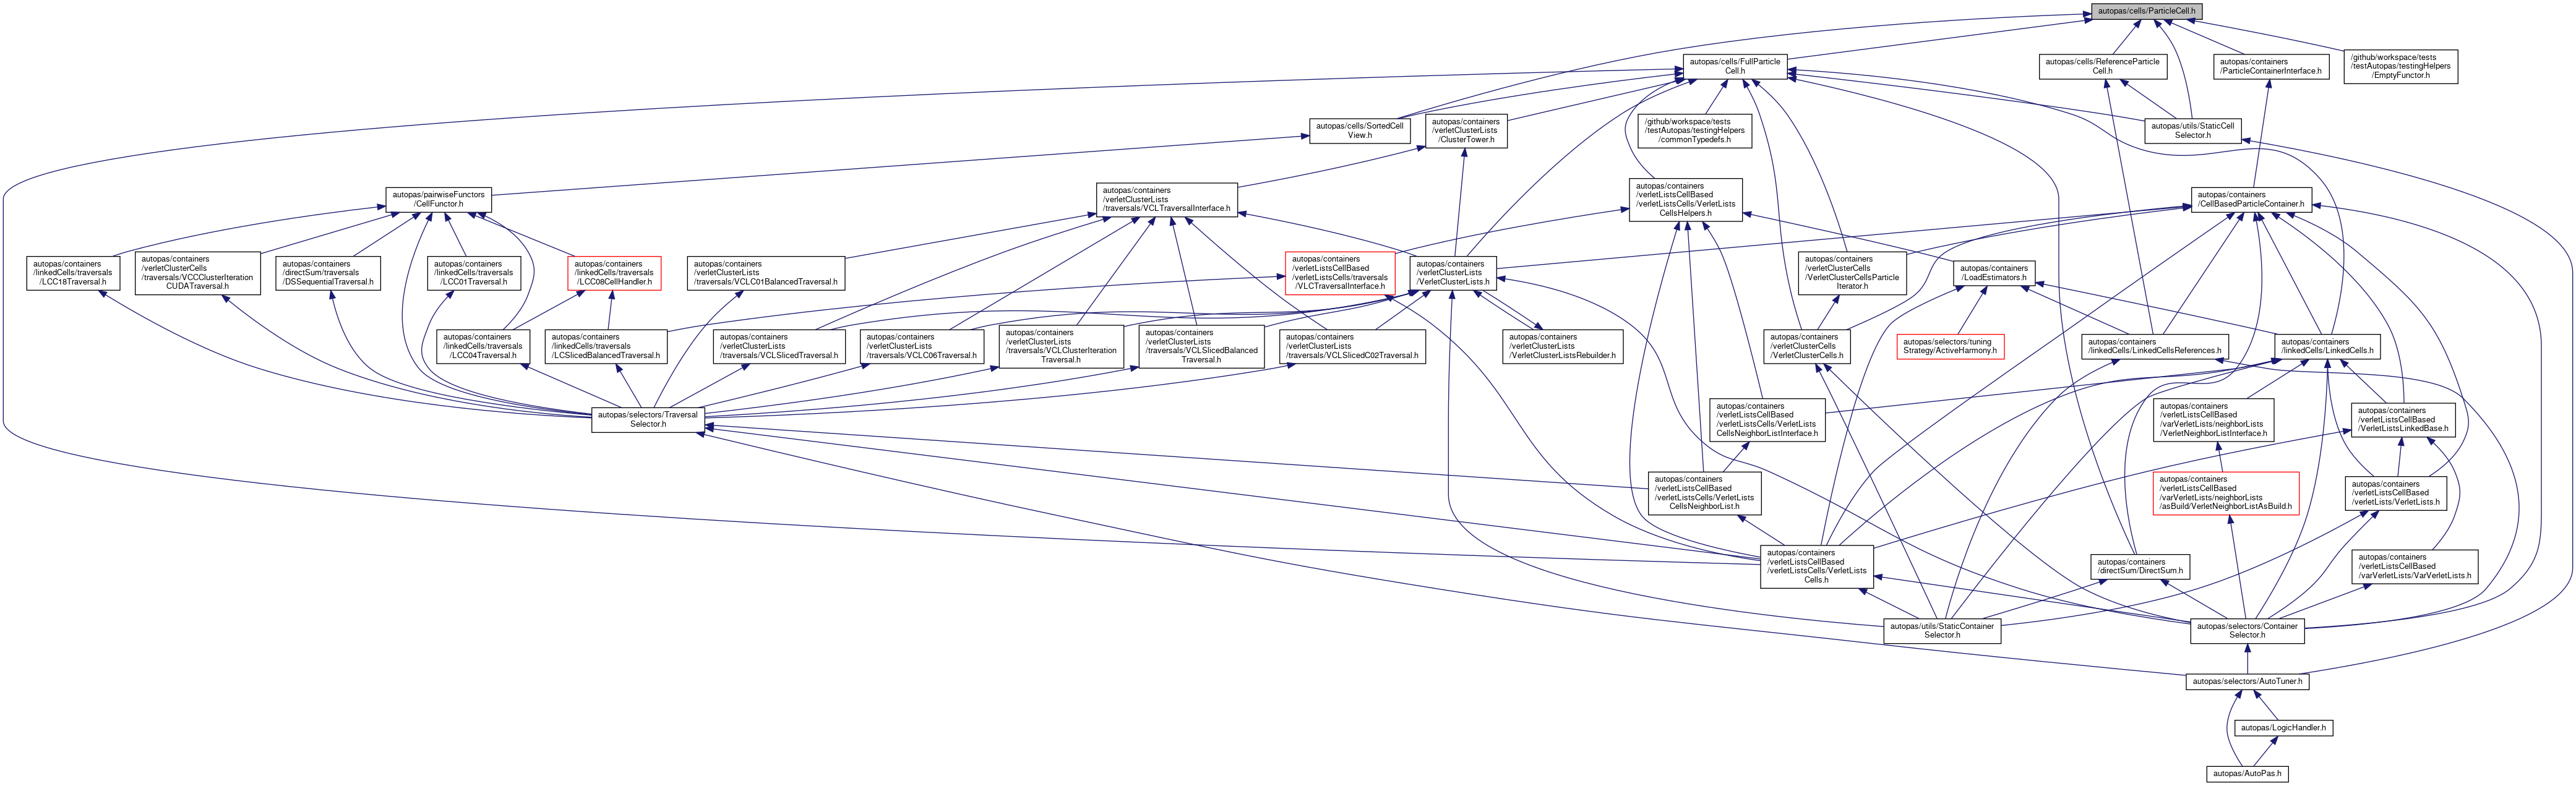 autopas/cells/ParticleCell.h
autopas/cells/FullParticle
Cell.h
autopas/cells/ReferenceParticle
Cell.h
autopas/containers
/ParticleContainerInterface.h
/github/workspace/tests
/testAutopas/testingHelpers
/EmptyFunctor.h
autopas/cells/SortedCell
View.h
autopas/containers
/verletClusterLists
/ClusterTower.h
/github/workspace/tests
/testAutopas/testingHelpers
/commonTypedefs.h
autopas/utils/StaticCell
Selector.h
autopas/pairwiseFunctors
/CellFunctor.h
autopas/containers
/verletClusterLists
/traversals/VCLTraversalInterface.h
autopas/containers
/verletListsCellBased
/verletListsCells/VerletLists
CellsHelpers.h
autopas/containers
/CellBasedParticleContainer.h
autopas/containers
/linkedCells/traversals
/LCC18Traversal.h
autopas/containers
/verletClusterCells
/traversals/VCCClusterIteration
CUDATraversal.h
autopas/containers
/directSum/traversals
/DSSequentialTraversal.h
autopas/containers
/linkedCells/traversals
/LCC01Traversal.h
autopas/containers
/linkedCells/traversals
/LCC08CellHandler.h
autopas/containers
/verletClusterLists
/traversals/VCLC01BalancedTraversal.h
autopas/containers
/verletListsCellBased
/verletListsCells/traversals
/VLCTraversalInterface.h
autopas/containers
/verletClusterLists
/VerletClusterLists.h
autopas/containers
/verletClusterCells
/VerletClusterCellsParticle
Iterator.h
autopas/containers
/LoadEstimators.h
autopas/containers
/linkedCells/traversals
/LCC04Traversal.h
autopas/containers
/linkedCells/traversals
/LCSlicedBalancedTraversal.h
autopas/containers
/verletClusterLists
/traversals/VCLSlicedTraversal.h
autopas/containers
/verletClusterLists
/traversals/VCLC06Traversal.h
autopas/containers
/verletClusterLists
/traversals/VCLClusterIteration
Traversal.h
autopas/containers
/verletClusterLists
/traversals/VCLSlicedBalanced
Traversal.h
autopas/containers
/verletClusterLists
/traversals/VCLSlicedC02Traversal.h
autopas/containers
/verletClusterLists
/VerletClusterListsRebuilder.h
autopas/containers
/verletClusterCells
/VerletClusterCells.h
autopas/selectors/tuning
Strategy/ActiveHarmony.h
autopas/containers
/linkedCells/LinkedCellsReferences.h
autopas/containers
/linkedCells/LinkedCells.h
autopas/selectors/Traversal
Selector.h
autopas/containers
/verletListsCellBased
/verletListsCells/VerletLists
CellsNeighborListInterface.h
autopas/containers
/verletListsCellBased
/varVerletLists/neighborLists
/VerletNeighborListInterface.h
autopas/containers
/verletListsCellBased
/VerletListsLinkedBase.h
autopas/containers
/verletListsCellBased
/verletListsCells/VerletLists
CellsNeighborList.h
autopas/containers
/verletListsCellBased
/varVerletLists/neighborLists
/asBuild/VerletNeighborListAsBuild.h
autopas/containers
/verletListsCellBased
/verletLists/VerletLists.h
autopas/containers
/verletListsCellBased
/verletListsCells/VerletLists
Cells.h
autopas/containers
/directSum/DirectSum.h
autopas/containers
/verletListsCellBased
/varVerletLists/VarVerletLists.h
autopas/utils/StaticContainer
Selector.h
autopas/selectors/Container
Selector.h
autopas/selectors/AutoTuner.h
autopas/LogicHandler.h
autopas/AutoPas.h